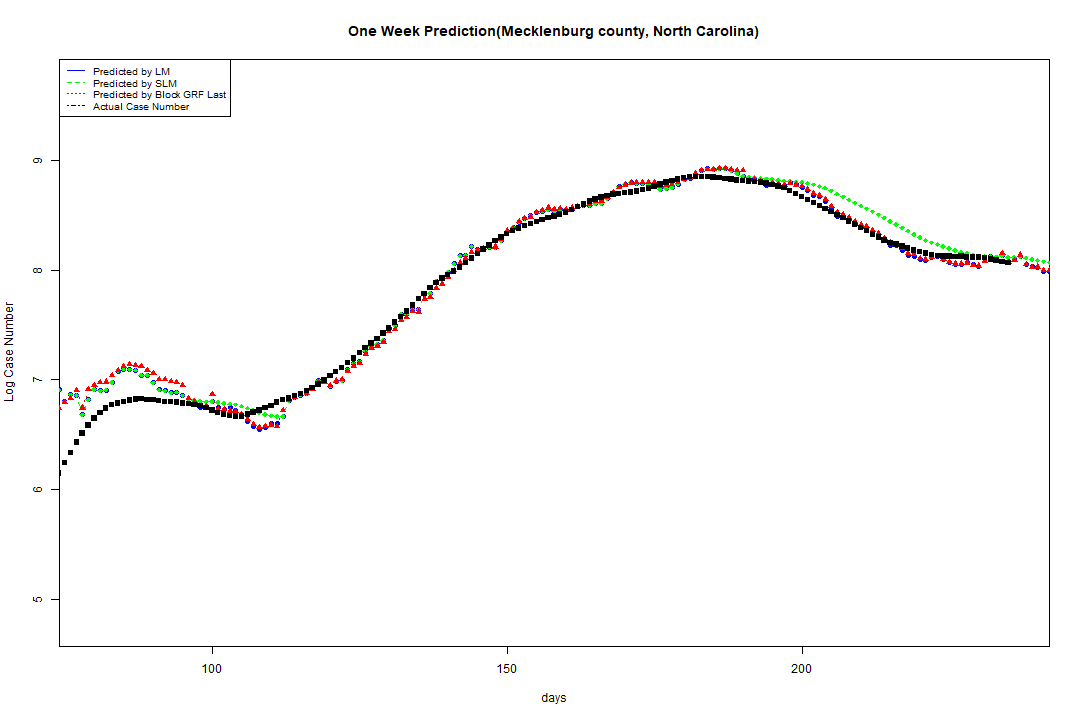 One Week Prediction(Mecklenburg county, North Carolina)
Predicted by LM
Predicted by SLM
Predicted by Block GRF Last
Actual Case Number
9
8
7
6
5
Log Case Number
100 150 200
days